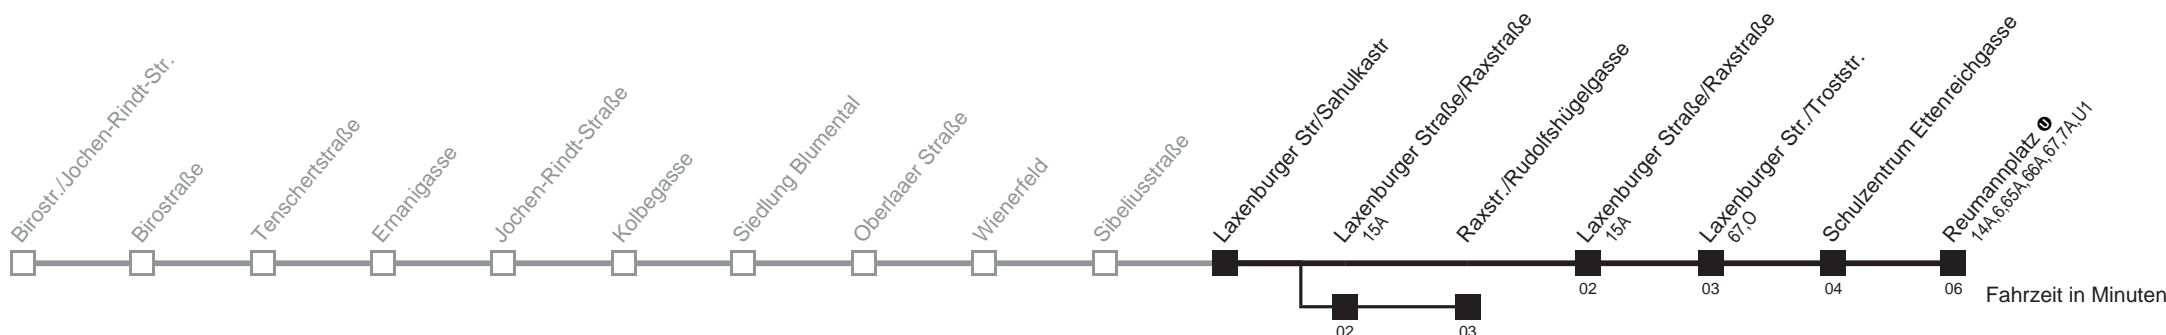 Birostr./Jochen-Rindt-Str.
Birostraße
Tenschertstraße
Ernanigasse
Jochen-Rindt-Straße
Kolbegasse
Siedlung Blumental
Oberlaaer Straße
Wienerfeld
Sibeliusstraße
Laxenburger Str/Sahulkastr
Laxenburger Straße/Raxstraße
15A
Raxstr./Rudolfshügelgasse
Laxenburger Straße/Raxstraße
15A
Laxenburger Str./Troststr.
67,O
Schulzentrum Ettenreichgasse
Reumannplatz U
14A,6,65A,66A,67,7A,U1
02
03
04
06
Fahrzeit in Minuten
02
03